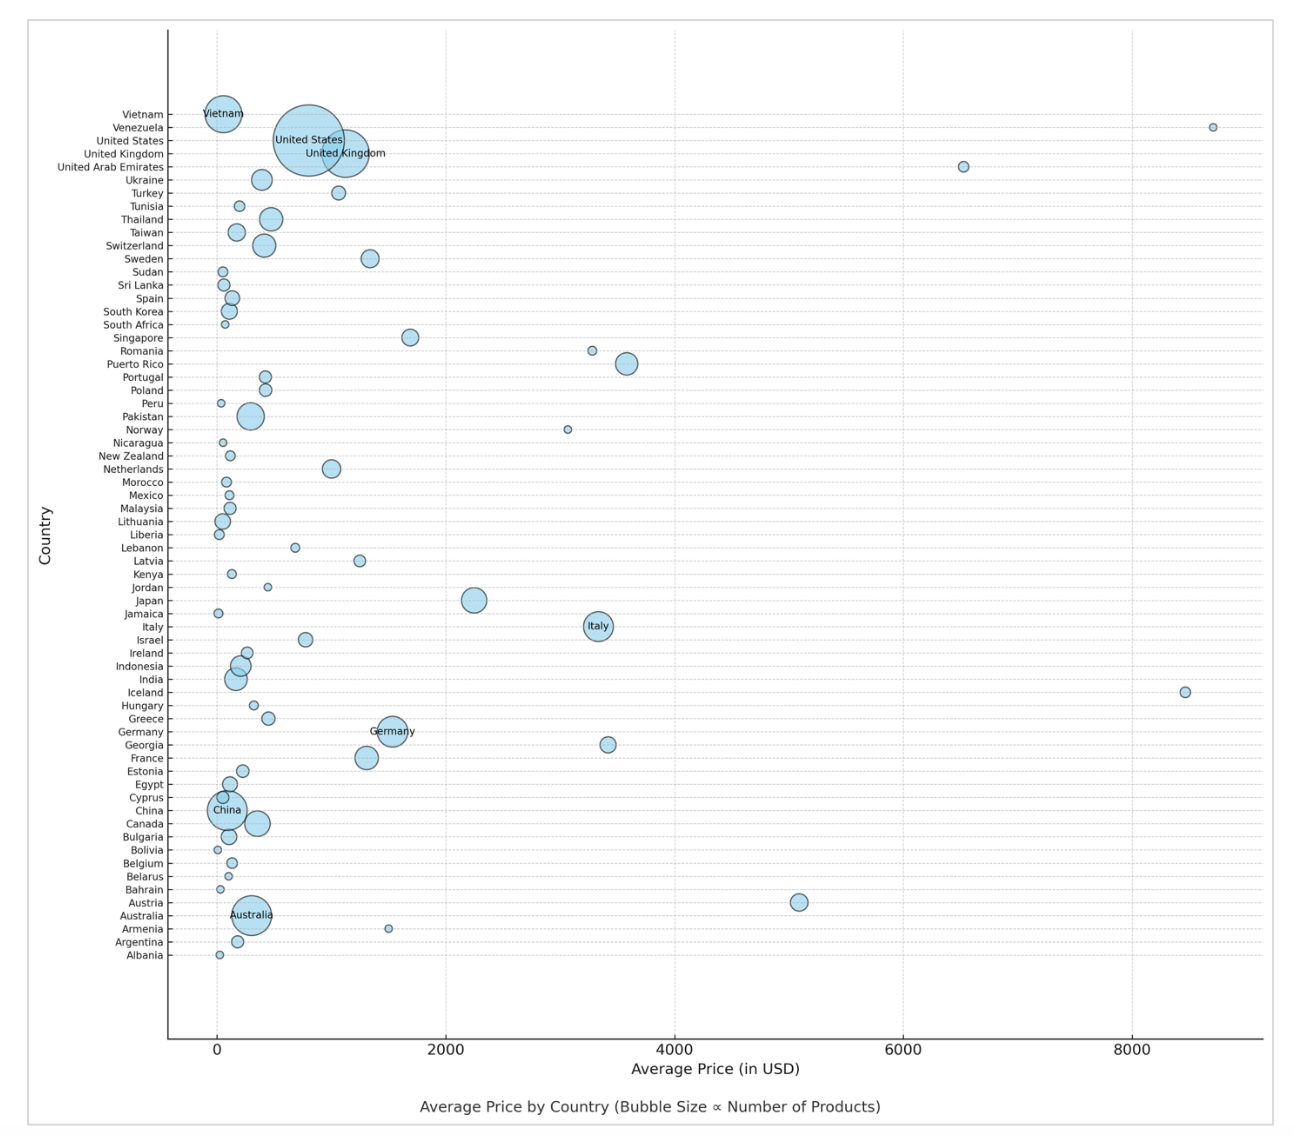 Vietnam
Venezuela
United States
United Kingdom
United Arab Emirates
Ukraine
Turkey
Tunisia
Thailand
Taiwan
Switzerland
Sweden
Sudan
Sri Lanka
Spain
South Korea
South Africa
Singapore
Romania
Puerto Rico
Portugal
Poland
Peru
Pakistan
Norway
Nicaragua
New Zealand
Netherlands
Morocco
Mexico
Malaysia
Lithuania
Liberia
Lebanon
Latvia
Kenya
Jordan
Japan
Jamaica
Italy
Israel
Ireland
Indonesia
India
Iceland
Hungary
Greece
Germany
Georgia
France
Estonia
Egypt
Cyprus
China
Canada
Bulgaria
Bolivia
Belgium
Belarus
Bahrain
Austria
Australia
Armenia
Argentina
Albania
Country
Vietnam
United States
United Kingdom
Italy
Germany
China
Australia
0 2000 4000 6000 8000
Average Price (in USD)
Average Price by Country (Bubble Size ∝ Number of Products)